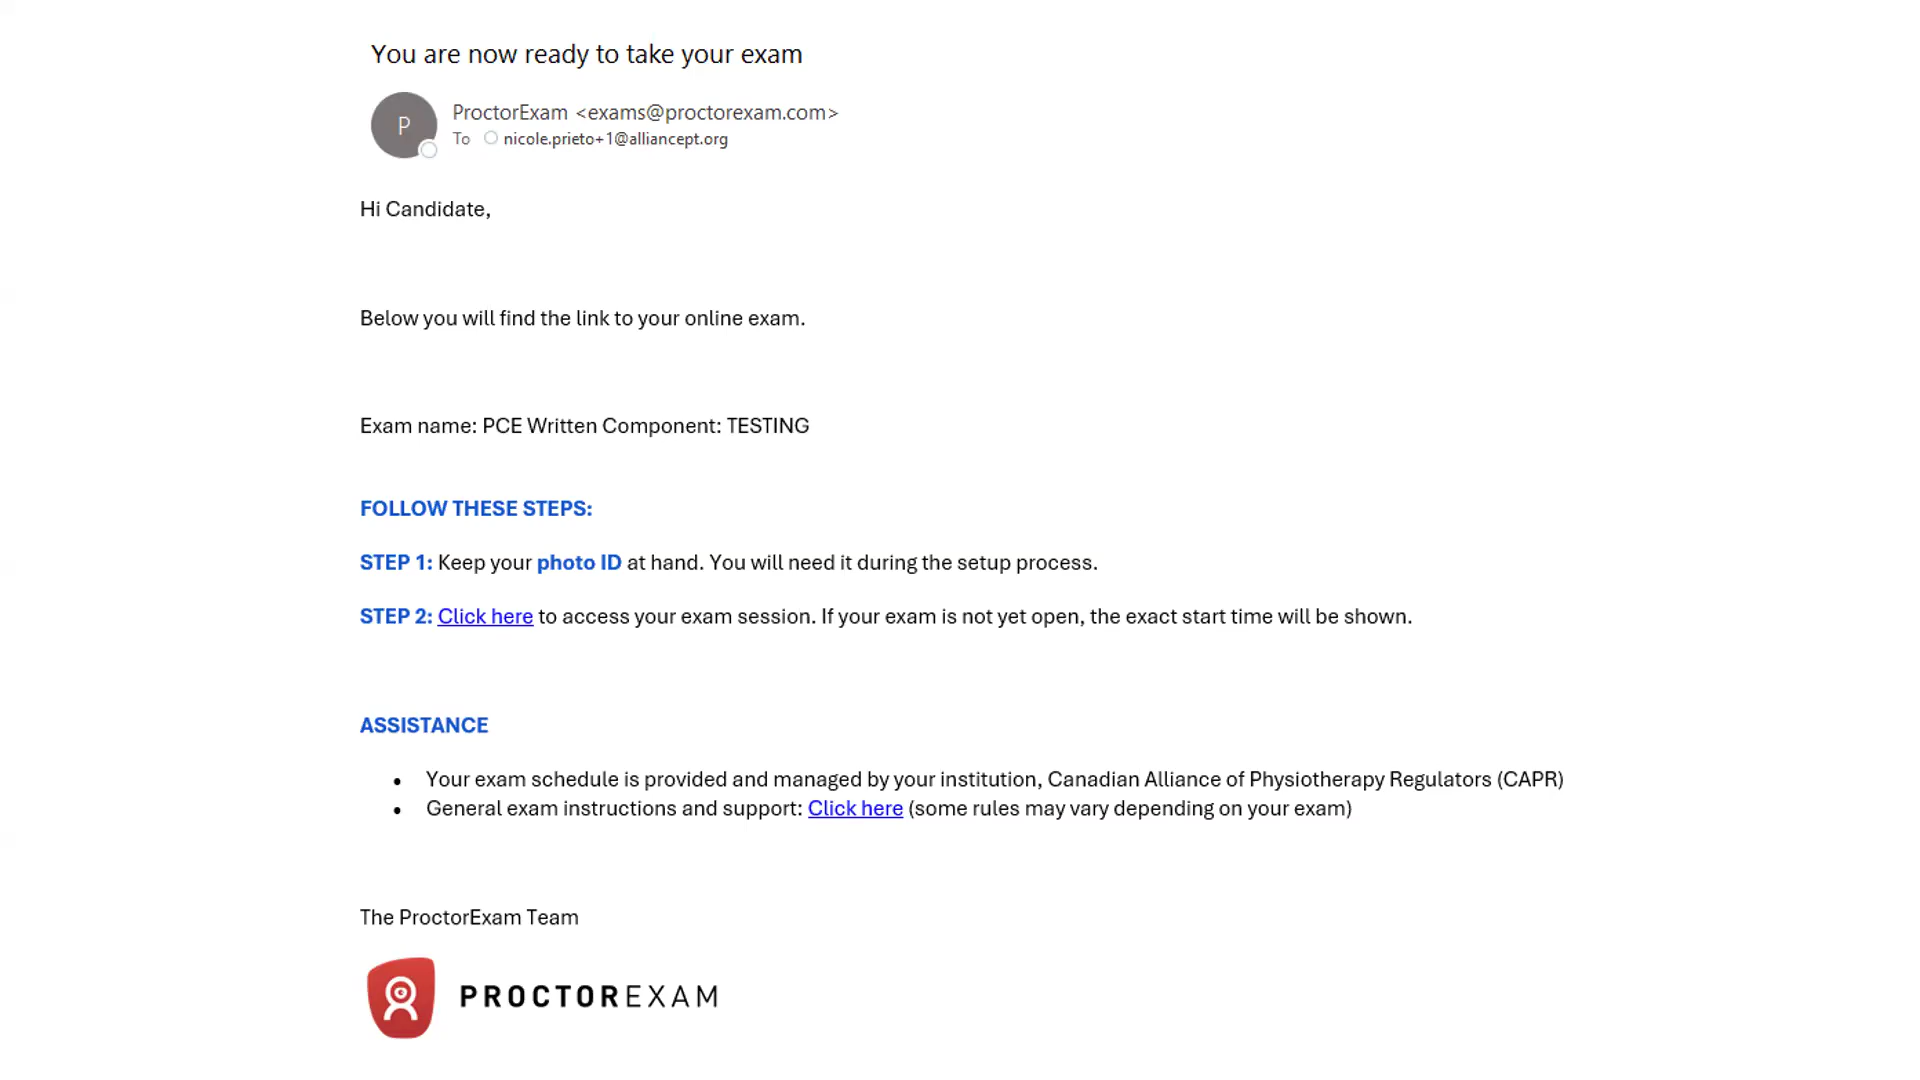 You are now ready to take your exam
P
ProctorExam <exams@proctorexam.com>
To nicole.prieto+1@alliancept.org
Hi Candidate,
Below you will find the link to your online exam.
Exam name: PCE Written Component: TESTING
FOLLOW THESE STEPS:
STEP 1: Keep your photo ID at hand. You will need it during the setup process.
STEP 2: Click here to access your exam session. If your exam is not yet open, the exact start time will be shown.
ASSISTANCE
• Your exam schedule is provided and managed by your institution, Canadian Alliance of Physiotherapy Regulators (CAPR)
• General exam instructions and support: Click here (some rules may vary depending on your exam)
The ProctorExam Team
PROCTOREXAM